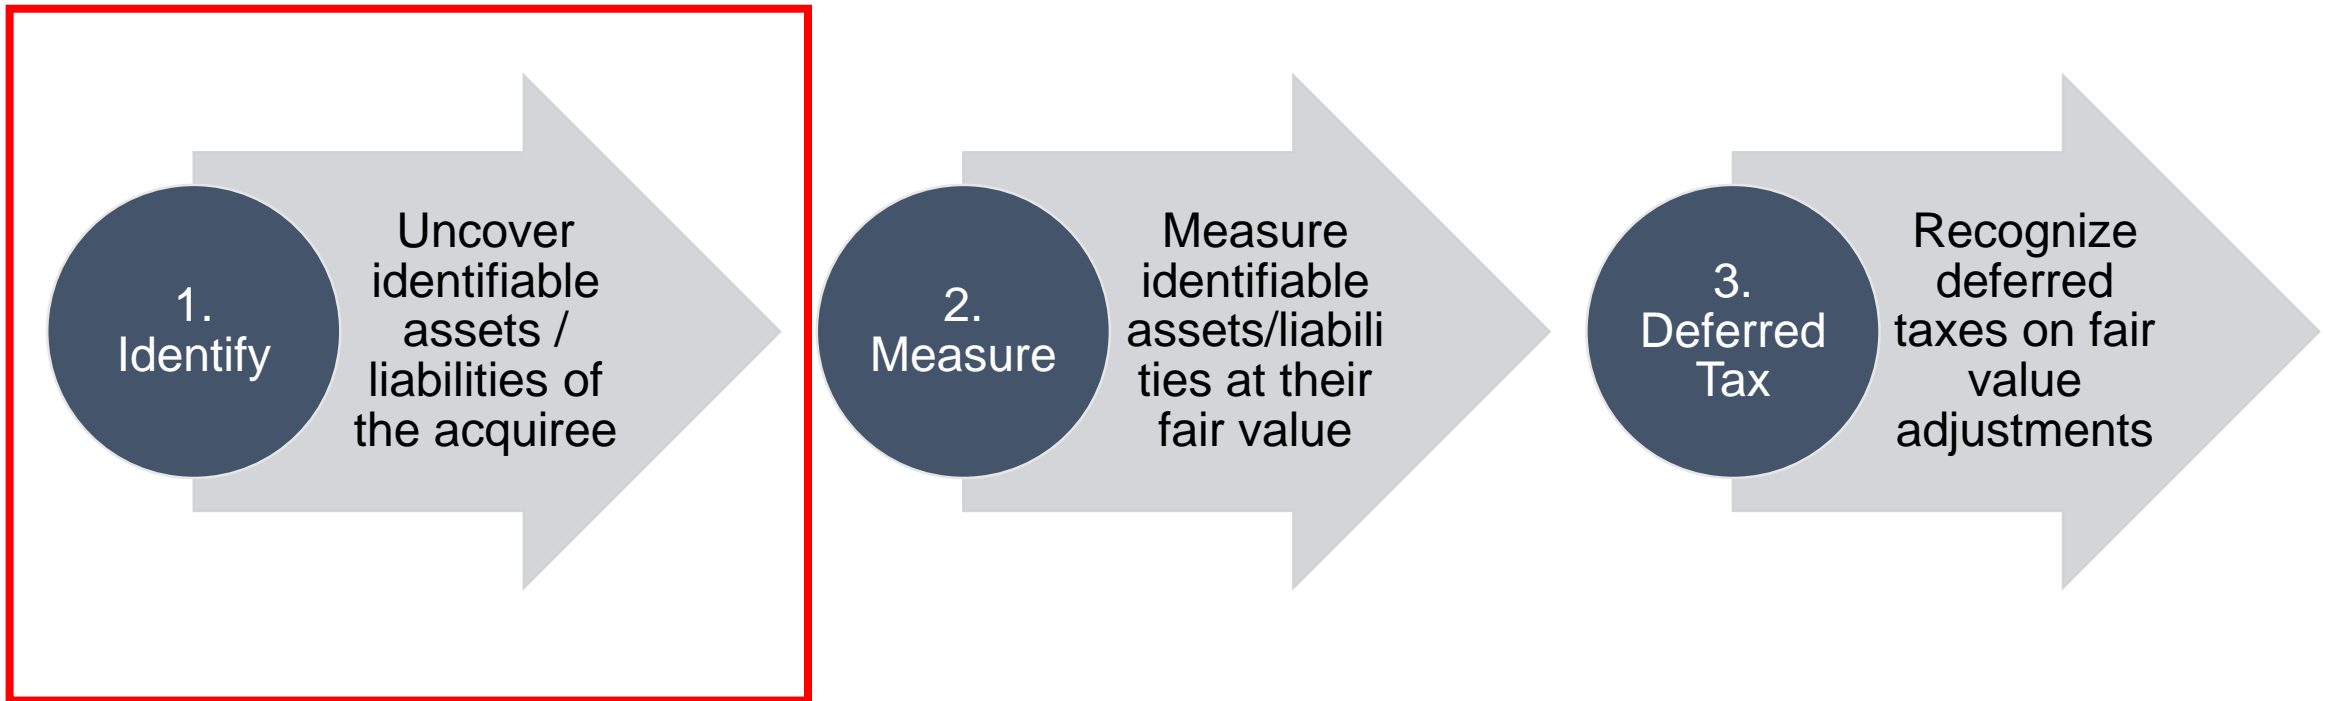 1.
Identify
Uncover
identifiable
assets /
liabilities of
the acquiree
2.
Measure
Measure
identifiable
assets/liabili
ties at their
fair value
3.
Deferred
Tax
Recognize
deferred
taxes on fair
value
adjustments